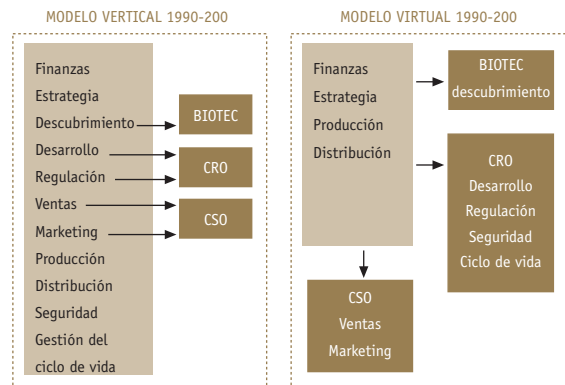 MODELO VERTICAL 1990-200
Finanzas
Estrategia
Descubrimiento
Desarrollo
Regulación
Ventas
Marketing
Producción
Distribución
Seguridad
Gestión del
ciclo de vida
BIOTEC
CRO
CSO
MODELO VIRTUAL 1990-200
Finanzas
Estrategia
Producción
Distribución
BIOTEC
descubrimiento
CRO
Desarrollo
Regulación
Seguridad
Ciclo de vida
CSO
Ventas
Marketing